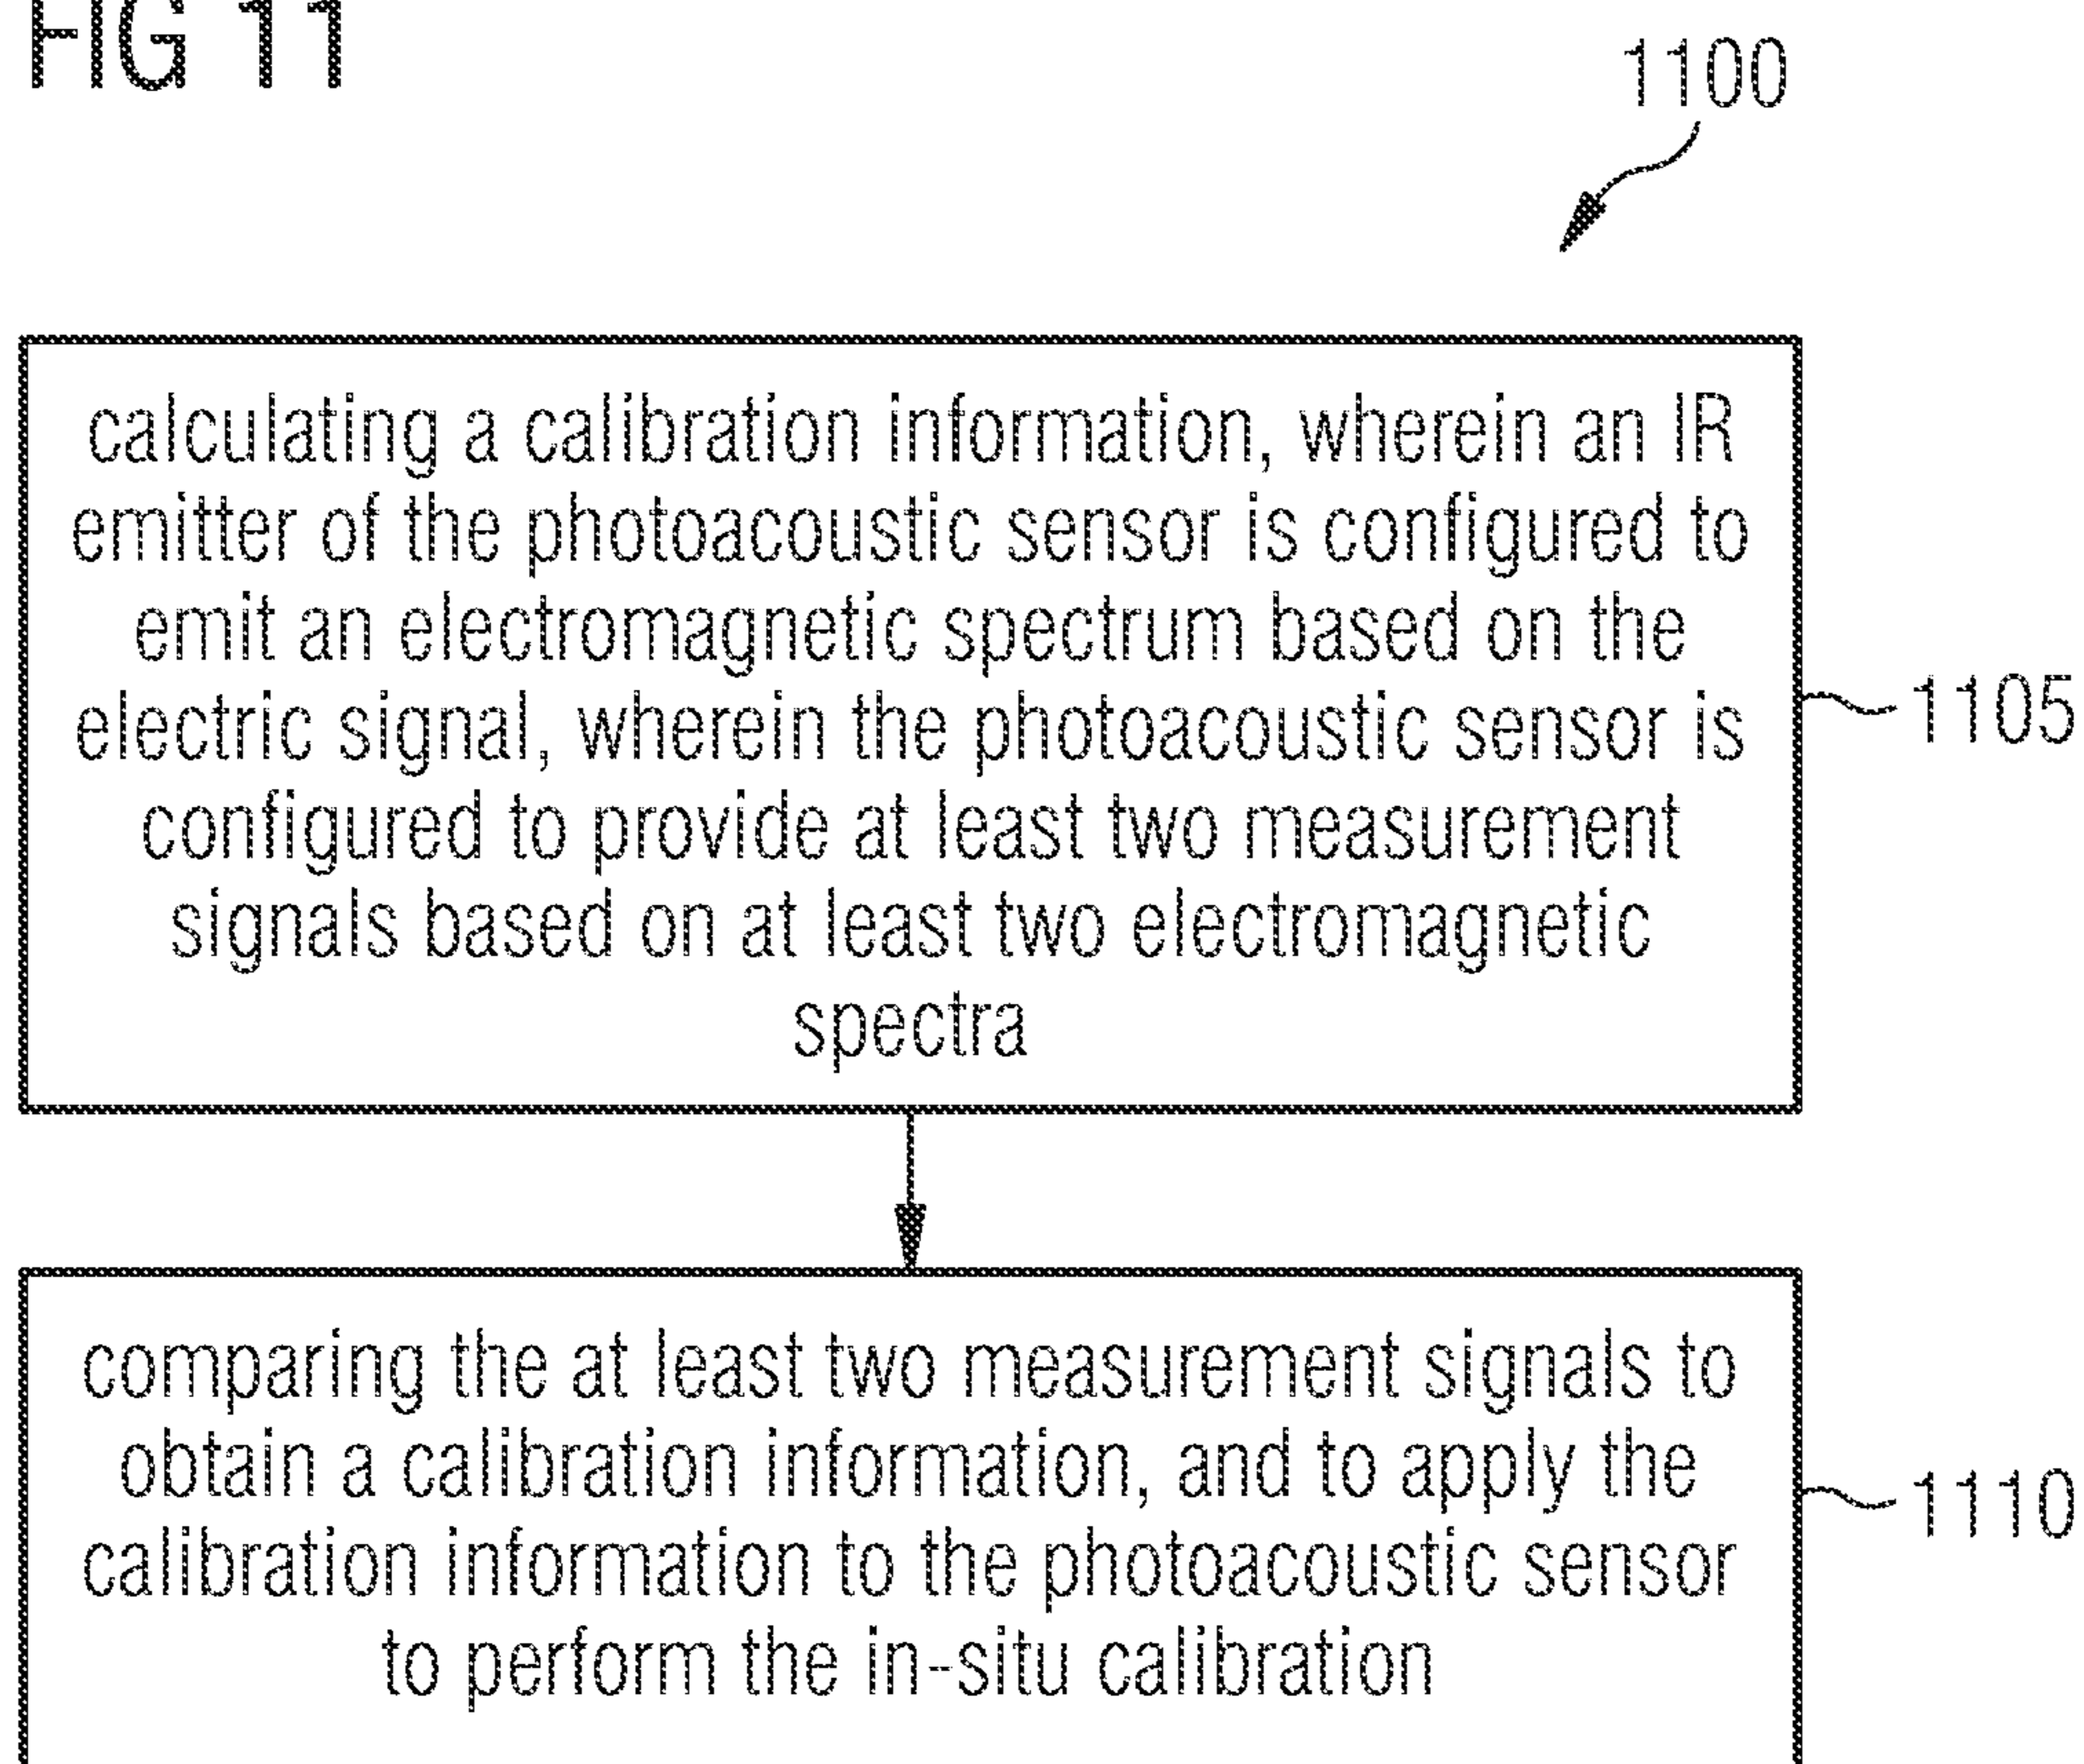 FIG 11
1100
calculating a calibration information, wherein an IR
emitter of the photoacoustic sensor is configured to
emit an electromagnetic spectrum based on the
electric signal, wherein the photoacoustic sensor is
configured to provide at least two measurement
signals based on at least two electromagnetic
spectra
1105
comparing the at least two measurement signals to
obtain a calibration information, and to apply the
calibration information to the photoacoustic sensor
to perform the in-situ calibration
1110